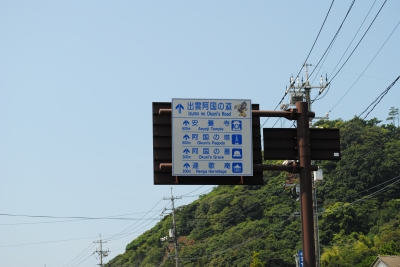 出雲阿国の道
Izumo no Okuni's Road
安養寺
Anyoji Temple
阿国の塔
Okuni's Pagoda
阿国の墓
Okuni's Grave
連歌庵
Renga Hermitage